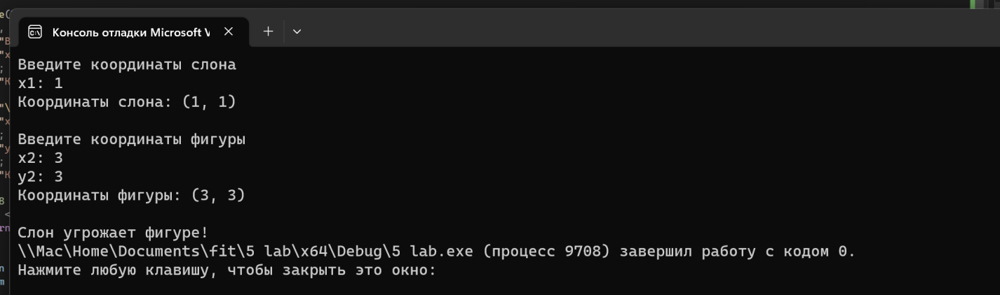 Консоль отладки Microsoft V
Введите координаты слона
x1: 1
Координаты слона: (1, 1)
Введите координаты фигуры
x2: 3
y2: 3
Координаты фигуры: (3, 3)
Слон угрожает фигуре!
\\Mac\Home\Documents\fit\5 lab\x64\Debug\5 lab.exe (процесс 9708) завершил работу с кодом 0.
Нажмите любую клавишу, чтобы закрыть это окно: